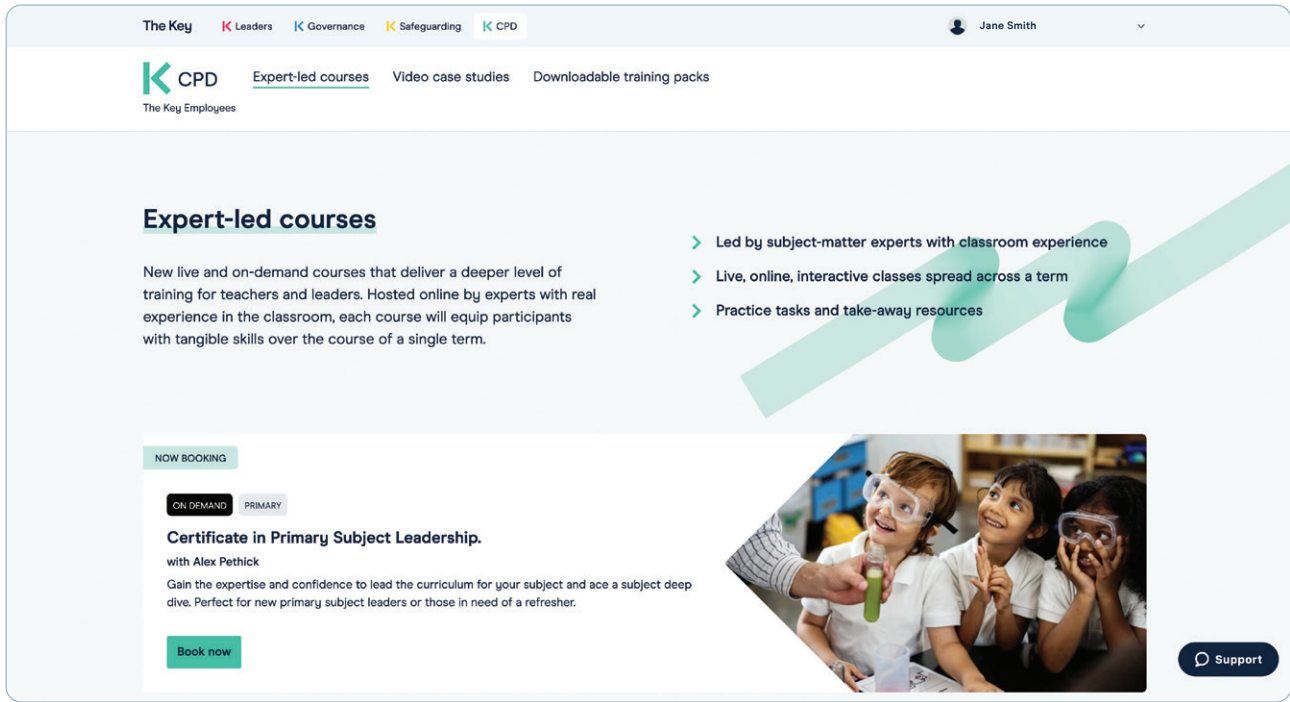 The Key
Leaders
Governance
Safeguarding
CPD
Jane Smith
CPD
The Key Employees
Expert-led courses
Video case studies
Downloadable training packs
Expert-led courses
New live and on-demand courses that deliver a deeper level of
training for teachers and leaders. Hosted online by experts with real
experience in the classroom, each course will equip participants
with tangible skills over the course of a single term.
Led by subject-matter experts with classroom experience
Live, online, interactive classes spread across a term
Practice tasks and take-away resources
NOW BOOKING
ON DEMAND
PRIMARY
Certificate in Primary Subject Leadership.
with Alex Pethick
Gain the expertise and confidence to lead the curriculum for your subject and ace a subject deep
dive. Perfect for new primary subject leaders or those in need of a refresher.
Book now
Support